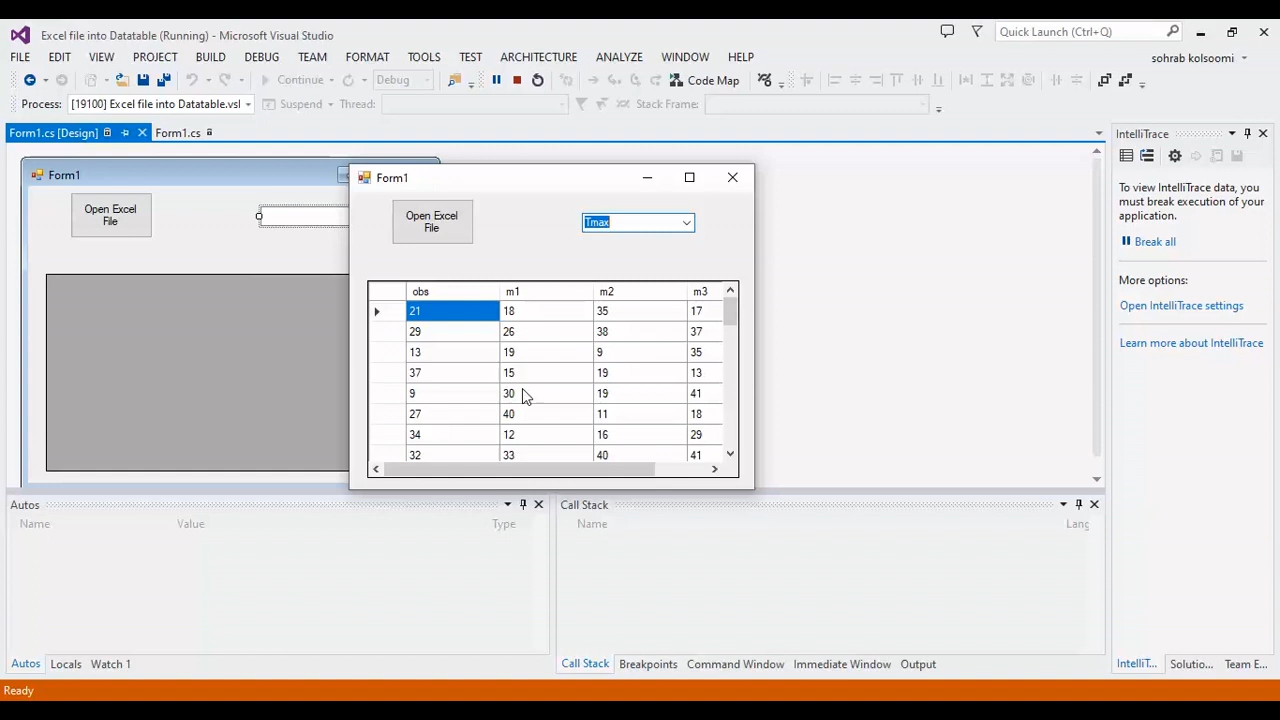 Excel file into Datatable (Running) - Microsoft Visual Studio
Quick Launch (Ctrl+Q)
FILE EDIT VIEW PROJECT BUILD DEBUG TEAM FORMAT TOOLS TEST ARCHITECTURE ANALYZE WINDOW HELP
sohrab kolsoomi
Continue Debug Code Map
Process: [19100] Excel file into Datatable.vsl Suspend Thread: Stack Frame:
Form1.cs [Design] Form1.cs
IntelliTrace
Form1
Open Excel
File
Form1
Open Excel
File
Tmax
obs m1 m2 m3
21 18 35 17
29 26 38 37
13 19 9 35
37 15 19 13
9 30 19 41
27 40 11 18
34 12 16 29
32 33 40 41
To view IntelliTrace data, you
must break execution of your
application.
Break all
More options:
Open IntelliTrace settings
Learn more about IntelliTrace
Autos
Name Value Type
Call Stack
Name Lang
Autos Locals Watch 1
Call Stack Breakpoints Command Window Immediate Window Output
IntelliT... Solutio... Team E...
Ready